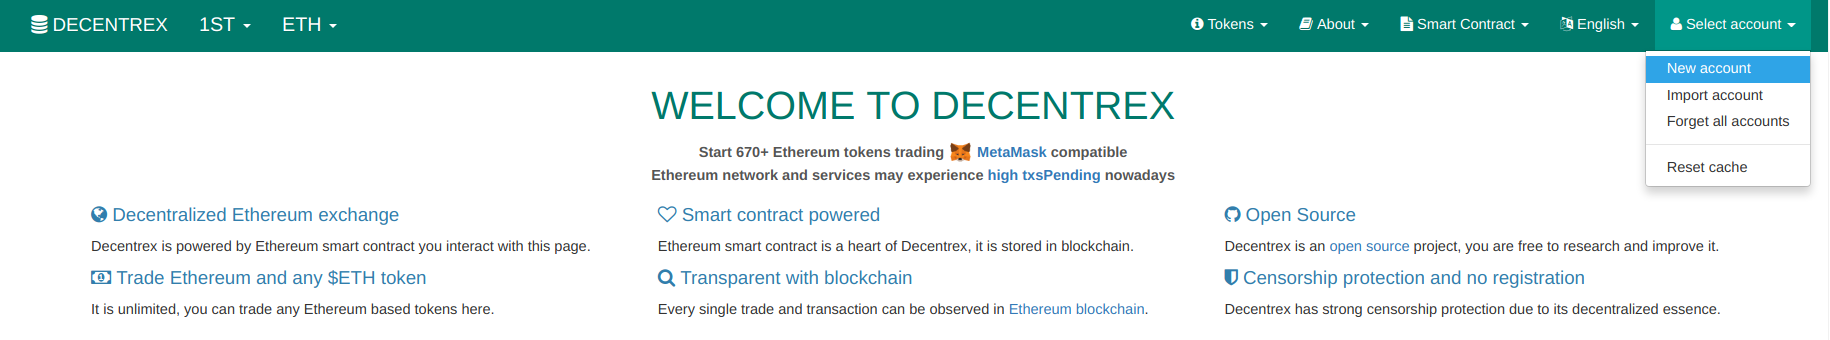 DECENTREX 1ST ETH Tokens About Smart Contract English Select account
New account
Import account
Forget all accounts
Reset cache
WELCOME TO DECENTREX
Start 670+ Ethereum tokens trading MetaMask compatible
Ethereum network and services may experience high txsPending nowadays
Decentralized Ethereum exchange
Decentrex is powered by Ethereum smart contract you interact with this page.
Smart contract powered
Ethereum smart contract is a heart of Decentrex, it is stored in blockchain.
Open Source
Decentrex is an open source project, you are free to research and improve it.
Trade Ethereum and any $ETH token
It is unlimited, you can trade any Ethereum based tokens here.
Transparent with blockchain
Every single trade and transaction can be observed in Ethereum blockchain.
Censorship protection and no registration
Decentrex has strong censorship protection due to its decentralized essence.